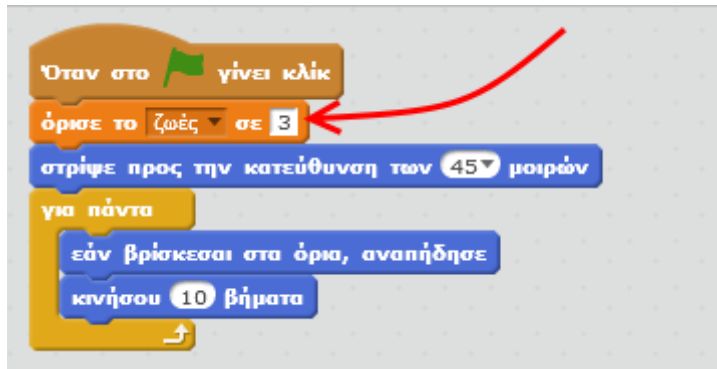 Όταν στο γίνει κλίκ
όρισε το ζωές σε 3
στρίψε προς την κατεύθυνση των 45 μοιρών
για πάντα
εάν βρίσκεσαι στα όρια, αναπήδησε
κινήσου 10 βήματα